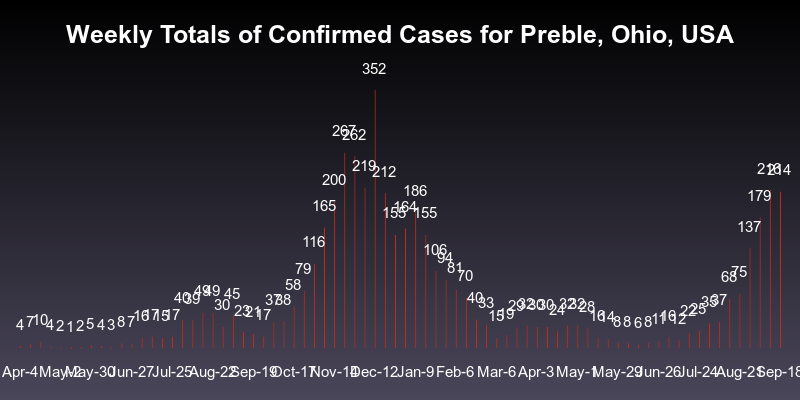 Weekly Totals of Confirmed Cases for Preble, Ohio, USA
4 7 10 4 2 1 2 5 4 3 8 7 16 17 15 17 40 39 49 49 30 45 23 21 17 37 38 58 79 116 165 200 267 262 219 352 212 155 164 186 155 106 94 81 70 40 33 15 19 29 32 30 30 24 32 32 28 16 14 8 8 6 8 11 16 12 22 25 35 37 68 75 137 179 216 214
Apr-4 May-2 May-30 Jun-27 Jul-25 Aug-22 Sep-19 Oct-17 Nov-14 Dec-12 Jan-9 Feb-6 Mar-6 Apr-3 May-1 May-29 Jun-26 Jul-24 Aug-21 Sep-18